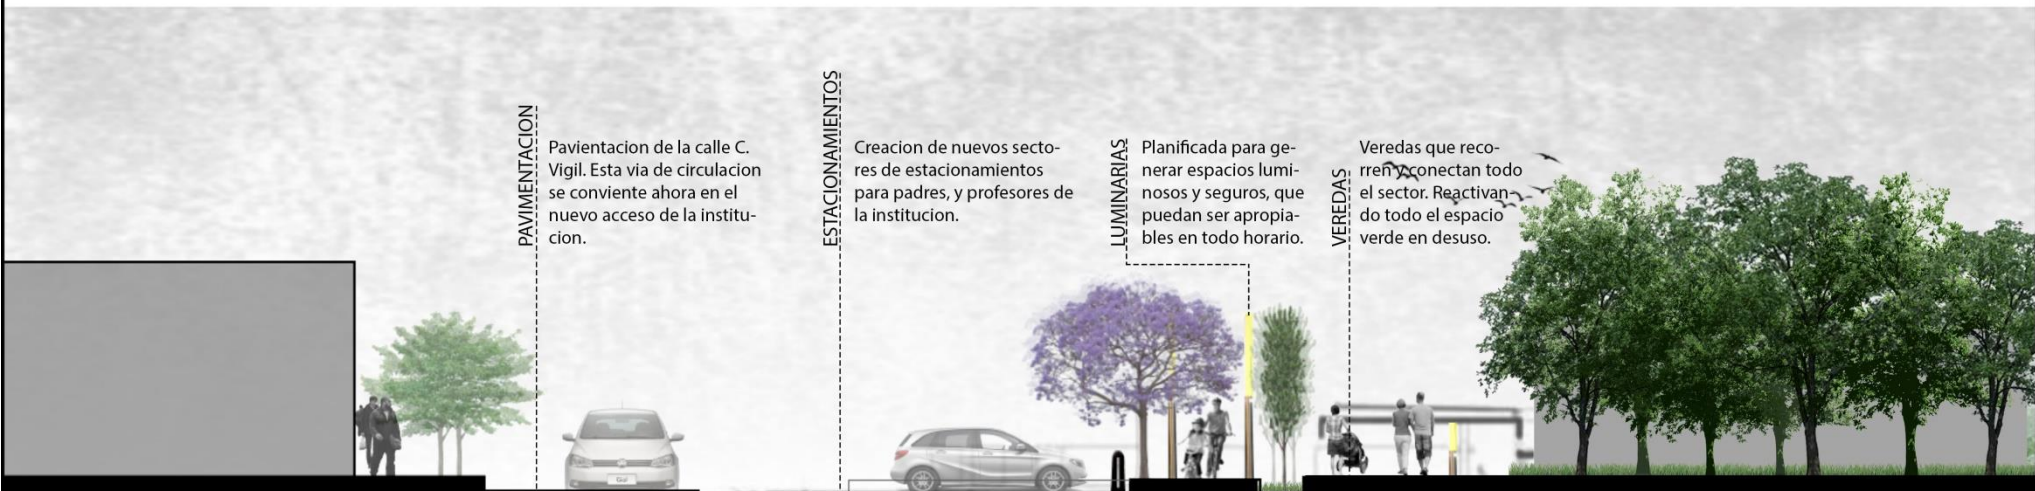 PAVIMENTACION
Pavientacion de la calle C.
Vigil. Esta via de circulacion
se conviente ahora en el
nuevo acceso de la institu-
cion.
ESTACIONAMIENTOS
Creacion de nuevos secto-
res de estacionamientos
para padres, y profesores de
la institucion.
LUMINARIAS
Planificada para ge-
nerar espacios lumi-
nosos y seguros, que
puedan ser apropia-
bles en todo horario.
VEREDAS
Veredas que reco-
rren y conectan todo
el sector. Reactivan-
do todo el espacio
verde en desuso.